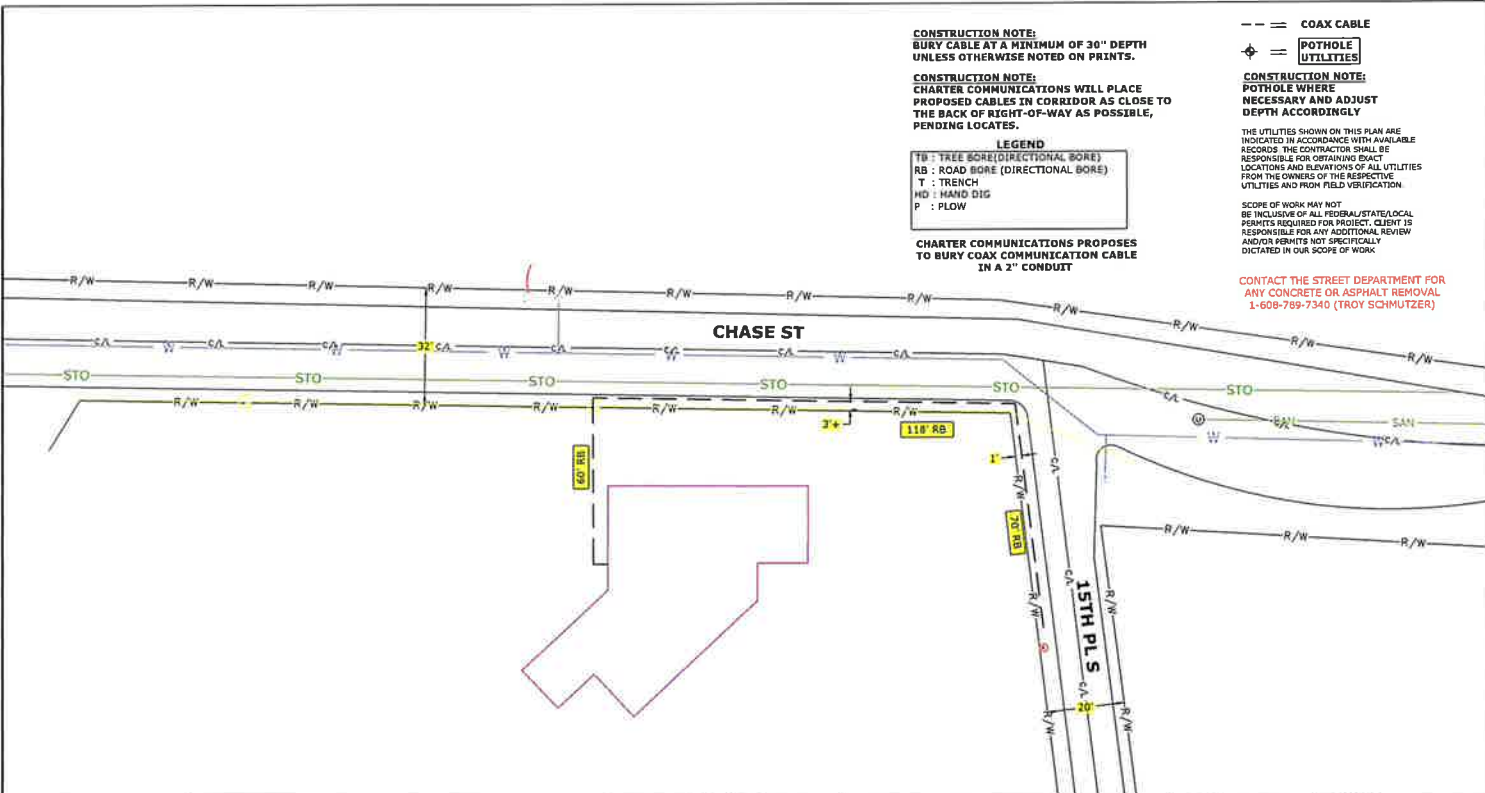 CONSTRUCTION NOTE:
BURY CABLE AT A MINIMUM OF 30" DEPTH
UNLESS OTHERWISE NOTED ON PRINTS.
CONSTRUCTION NOTE:
CHARTER COMMUNICATIONS WILL PLACE
PROPOSED CABLES IN CORRIDOR AS CLOSE TO
THE BACK OF RIGHT-OF-WAY AS POSSIBLE,
PENDING LOCATES.
LEGEND
TB : TREE BORE(DIRECTIONAL BORE)
RB : ROAD BORE (DIRECTIONAL BORE)
T : TRENCH
HD : HAND DIG
P : PLOW
CHARTER COMMUNICATIONS PROPOSES
TO BURY COAX COMMUNICATION CABLE
IN A 2" CONDUIT
-- = COAX CABLE
= POTHOLE
UTILITIES
CONSTRUCTION NOTE:
POTHOLE WHERE
NECESSARY AND ADJUST
DEPTH ACCORDINGLY
THE UTILITIES SHOWN ON THIS PLAN ARE
INDICATED IN ACCORDANCE WITH AVAILABLE
RECORDS. THE CONTRACTOR SHALL BE
RESPONSIBLE FOR OBTAINING EXACT
LOCATIONS AND ELEVATIONS OF ALL UTILITIES
FROM THE OWNERS OF THE RESPECTIVE
UTILITIES AND FROM FIELD VERIFICATION.
SCOPE OF WORK MAY NOT
BE INCLUSIVE OF ALL FEDERAL/STATE/LOCAL
PERMITS REQUIRED FOR PROJECT. CLIENT IS
RESPONSIBLE FOR ANY ADDITIONAL REVIEW
AND/OR PERMITS NOT SPECIFICALLY
DICTATED IN OUR SCOPE OF WORK
CONTACT THE STREET DEPARTMENT FOR
ANY CONCRETE OR ASPHALT REMOVAL
1-608-789-7340 (TROY SCHMUTZER)
R/W R/W R/W R/W R/W R/W R/W R/W R/W R/W R/W R/W
CHASE ST
32'
C/L C/L C/L C/L C/L C/L C/L C/L C/L C/L
W W W W W W W
STO STO STO STO STO STO
SAN SAN
R/W R/W R/W R/W R/W R/W R/W
3'+
118' RB
60' RB
1'
70' RB
R/W R/W R/W
C/L C/L C/L
15TH PL S
20'
R/W R/W
R/W R/W R/W